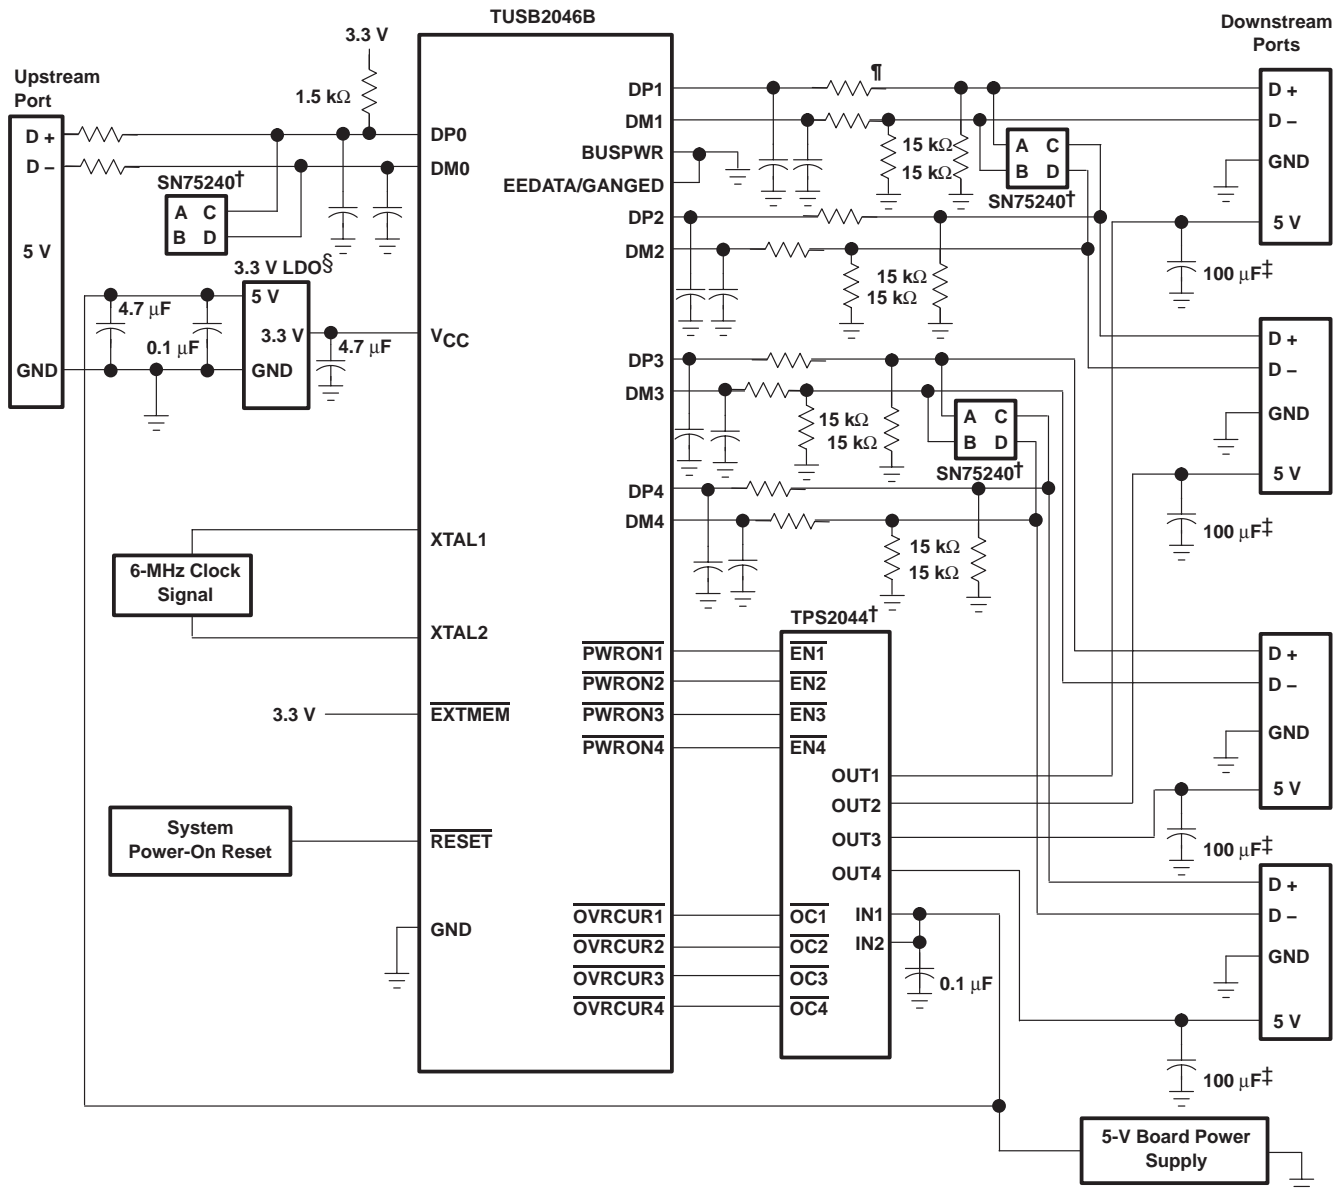 TUSB2046B
Downstream
Ports
Upstream
Port
3.3 V
1.5 kΩ
D +
D –
5 V
GND
SN75240†
A C
B D
3.3 V LDO§
5 V
3.3 V
GND
4.7 μF
0.1 μF
4.7 μF
6-MHz Clock
Signal
3.3 V
System
Power-On Reset
DP0
DM0
VCC
XTAL1
XTAL2
EXTMEM
RESET
GND
DP1
DM1
BUSPWR
EEDATA/GANGED
DP2
DM2
DP3
DM3
DP4
DM4
PWRON1
PWRON2
PWRON3
PWRON4
OVRCUR1
OVRCUR2
OVRCUR3
OVRCUR4
¶
15 kΩ
15 kΩ
A C
B D
SN75240†
15 kΩ
15 kΩ
15 kΩ
15 kΩ
A C
B D
SN75240†
15 kΩ
15 kΩ
TPS2044†
EN1
EN2
EN3
EN4
OUT1
OUT2
OUT3
OUT4
OC1
OC2
OC3
OC4
IN1
IN2
0.1 μF
D +
D –
GND
5 V
100 μF‡
D +
D –
GND
5 V
100 μF‡
D +
D –
GND
5 V
100 μF‡
D +
D –
GND
5 V
100 μF‡
5-V Board Power
Supply